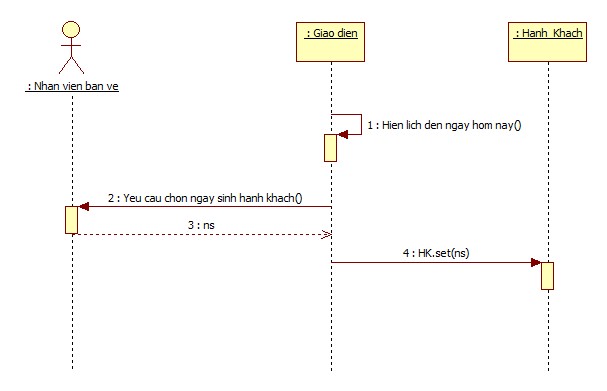 : Giao dien
: Hanh_Khach
: Nhan vien ban ve
1 : Hien lich den ngay hom nay()
2 : Yeu cau chon ngay sinh hanh khach()
3 : ns
4 : HK.set(ns)